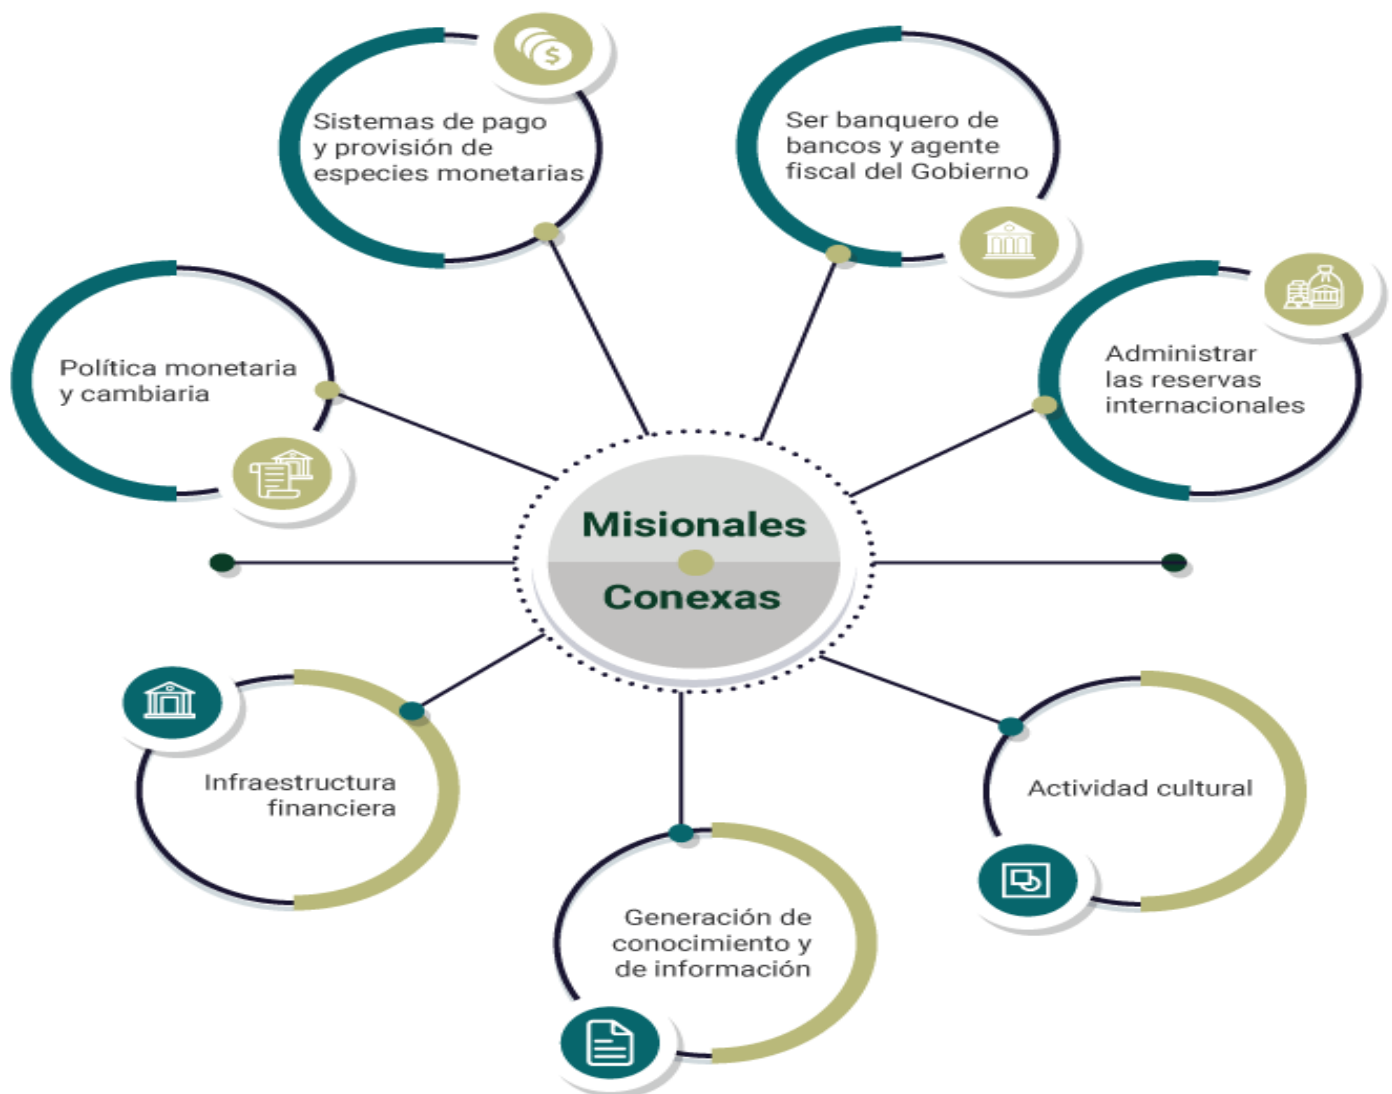 Sistemas de pago
y provisión de
especies monetarias
Ser banquero de
bancos y agente
fiscal del Gobierno
Política monetaria
y cambiaria
Administrar
las reservas
internacionales
Misionales
Conexas
Infraestructura
financiera
Generación de
conocimiento y
de información
Actividad cultural